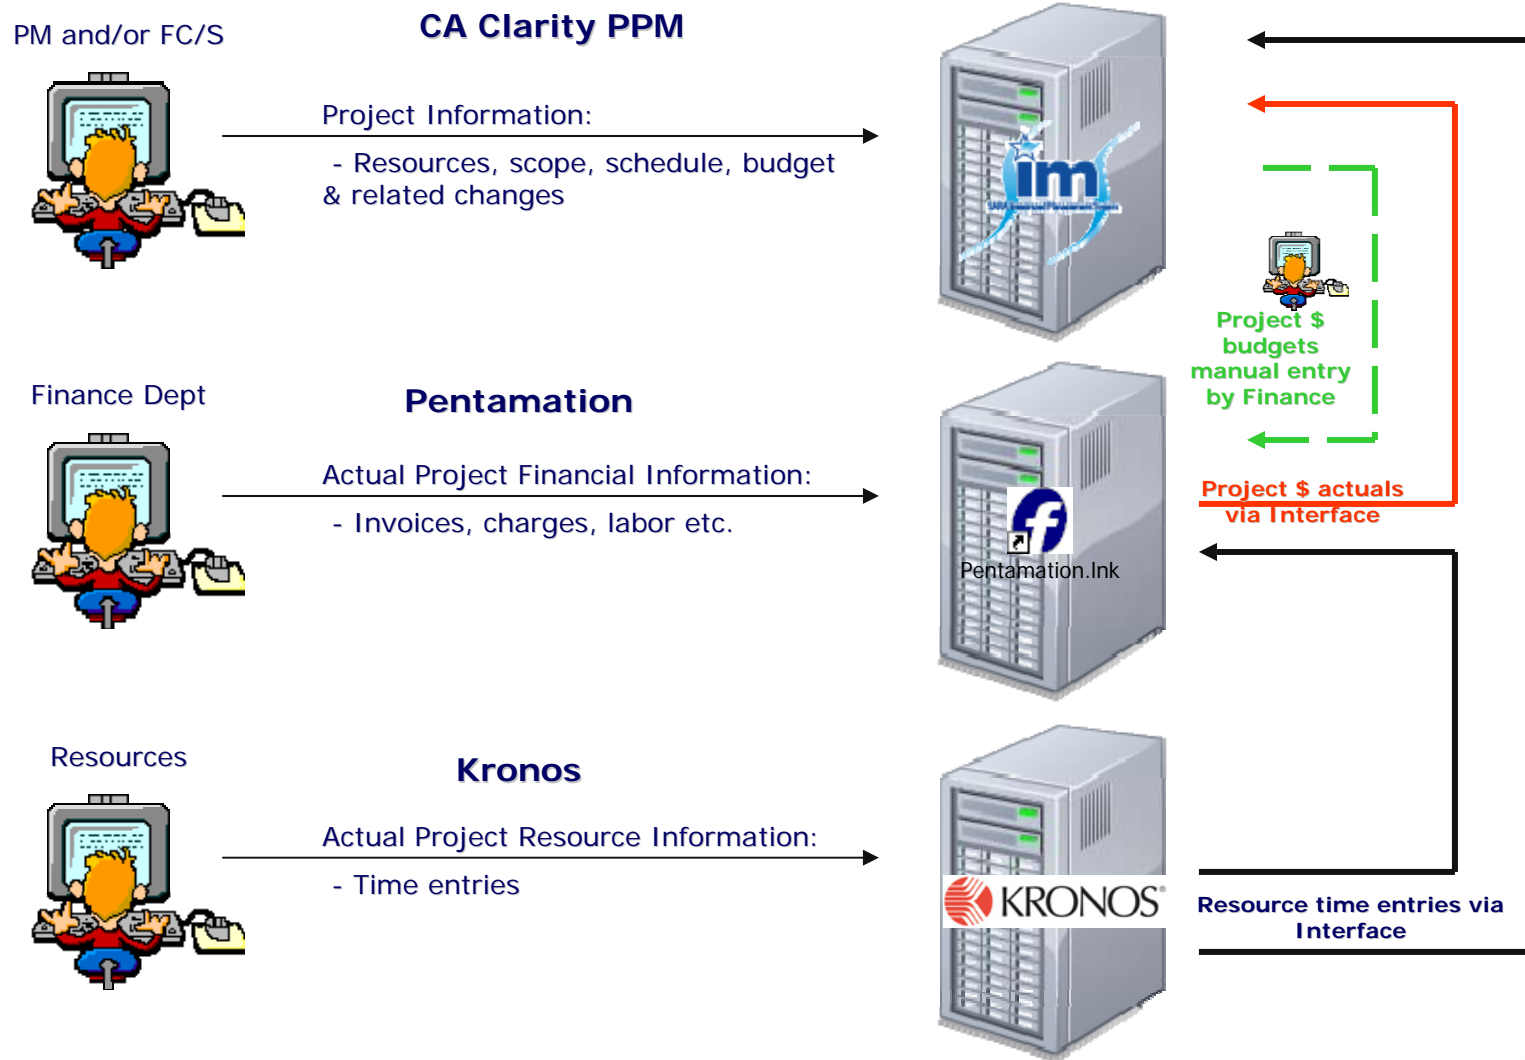 PM and/or FC/S
CA Clarity PPM
Project Information:
- Resources, scope, schedule, budget
& related changes
im
Project $
budgets
manual entry
by Finance
Finance Dept
Pentamation
Actual Project Financial Information:
- Invoices, charges, labor etc.
f
Pentamation.lnk
Project $ actuals
via Interface
Resources
Kronos
Actual Project Resource Information:
- Time entries
KRONOS®
Resource time entries via
Interface